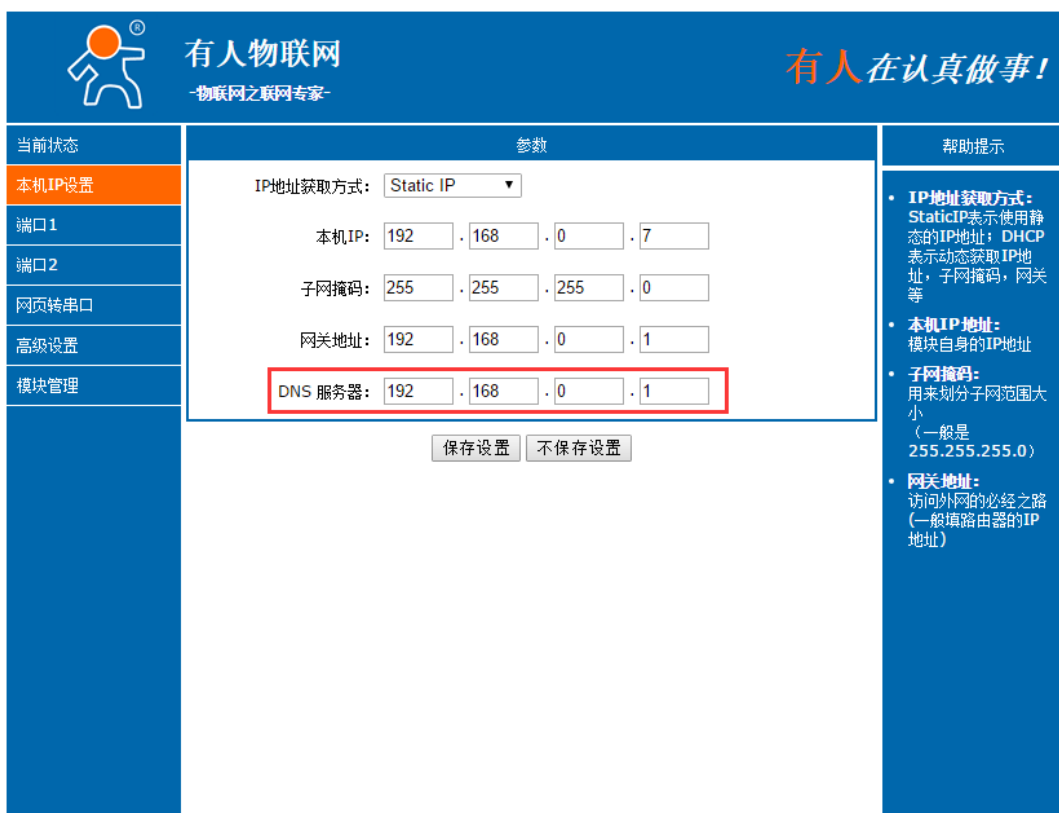 ®
有人物联网
-物联网之联网专家-
有人在认真做事!
当前状态
本机IP设置
端口1
端口2
网页转串口
高级设置
模块管理
参数
IP地址获取方式: Static IP
本机IP: 192 . 168 . 0 . 7
子网掩码: 255 . 255 . 255 . 0
网关地址: 192 . 168 . 0 . 1
DNS 服务器: 192 . 168 . 0 . 1
保存设置 不保存设置
帮助提示
• IP地址获取方式:
StaticIP表示使用静
态的IP地址; DHCP
表示动态获取IP地
址，子网掩码，网关
等
• 本机IP地址:
模块自身的IP地址
• 子网掩码:
用来划分子网范围大
小
（一般是
255.255.255.0）
• 网关地址:
访问外网的必经之路
(一般填路由器的IP
地址)